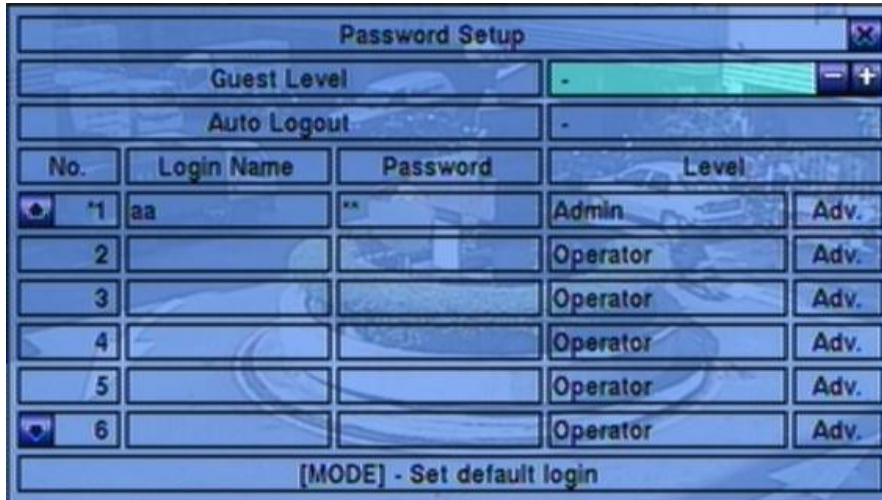 Password Setup
Guest Level -
Auto Logout -
No. Login Name Password Level
*1 aa ** Admin Adv.
2 Operator Adv.
3 Operator Adv.
4 Operator Adv.
5 Operator Adv.
6 Operator Adv.
[MODE] - Set default login